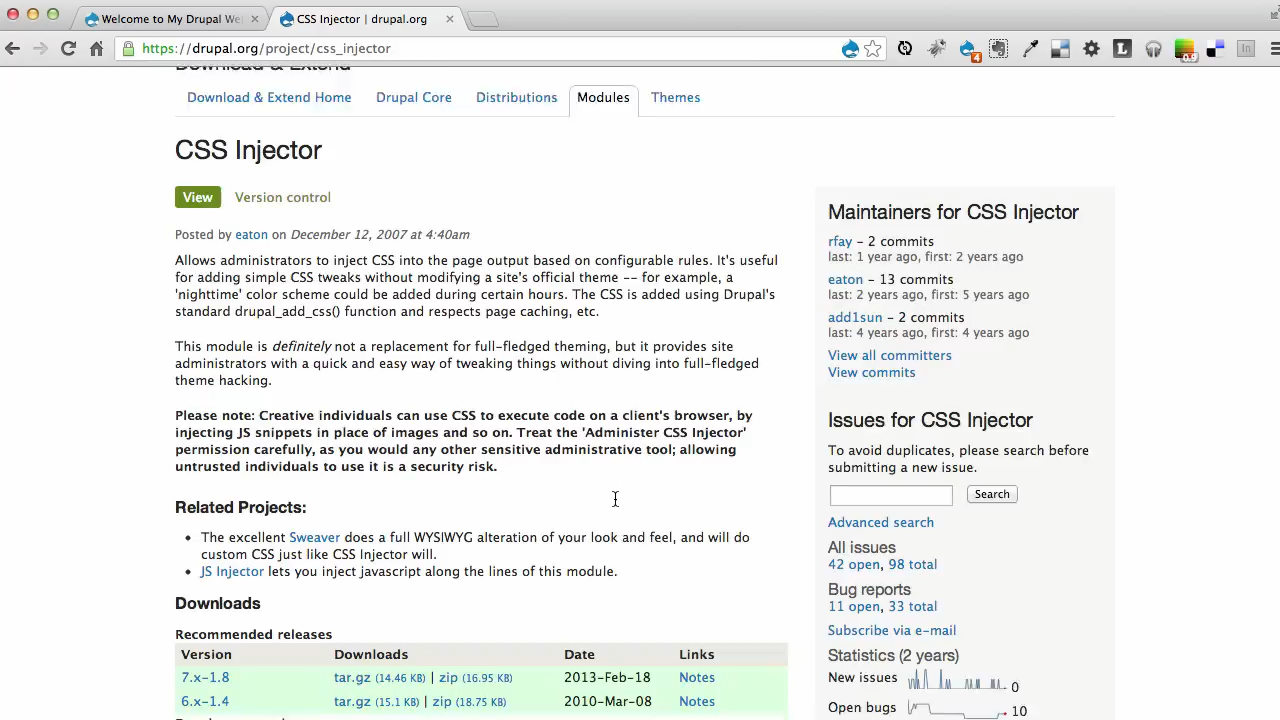 Welcome to My Drupal We
CSS Injector | drupal.org
https://drupal.org/project/css_injector
4
L
0.9
In
Download & Extend
Download & Extend Home
Drupal Core
Distributions
Modules
Themes
CSS Injector
View
Version control
Posted by eaton on December 12, 2007 at 4:40am
Allows administrators to inject CSS into the page output based on configurable rules. It's useful
for adding simple CSS tweaks without modifying a site's official theme -- for example, a
'nighttime' color scheme could be added during certain hours. The CSS is added using Drupal's
standard drupal_add_css() function and respects page caching, etc.
This module is definitely not a replacement for full-fledged theming, but it provides site
administrators with a quick and easy way of tweaking things without diving into full-fledged
theme hacking.
Please note: Creative individuals can use CSS to execute code on a client's browser, by
injecting JS snippets in place of images and so on. Treat the 'Administer CSS Injector'
permission carefully, as you would any other sensitive administrative tool; allowing
untrusted individuals to use it is a security risk.
Related Projects:
• The excellent Sweaver does a full WYSIWYG alteration of your look and feel, and will do
custom CSS just like CSS Injector will.
• JS Injector lets you inject javascript along the lines of this module.
Downloads
Recommended releases
Version Downloads Date Links
7.x-1.8 tar.gz (14.46 KB) | zip (16.95 KB) 2013-Feb-18 Notes
6.x-1.4 tar.gz (15.1 KB) | zip (18.75 KB) 2010-Mar-08 Notes
Maintainers for CSS Injector
rfay – 2 commits
last: 1 year ago, first: 2 years ago
eaton – 13 commits
last: 2 years ago, first: 5 years ago
add1sun – 2 commits
last: 4 years ago, first: 4 years ago
View all committers
View commits
Issues for CSS Injector
To avoid duplicates, please search before
submitting a new issue.
Search
Advanced search
All issues
42 open, 98 total
Bug reports
11 open, 33 total
Subscribe via e-mail
Statistics (2 years)
New issues 0
Open bugs 10